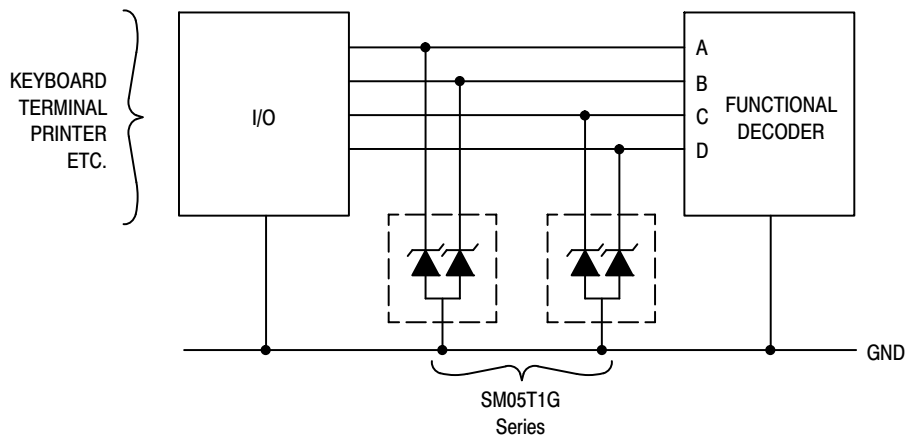 KEYBOARD
TERMINAL
PRINTER
ETC.
I/O
A
B
C
D
FUNCTIONAL
DECODER
GND
SM05T1G
Series